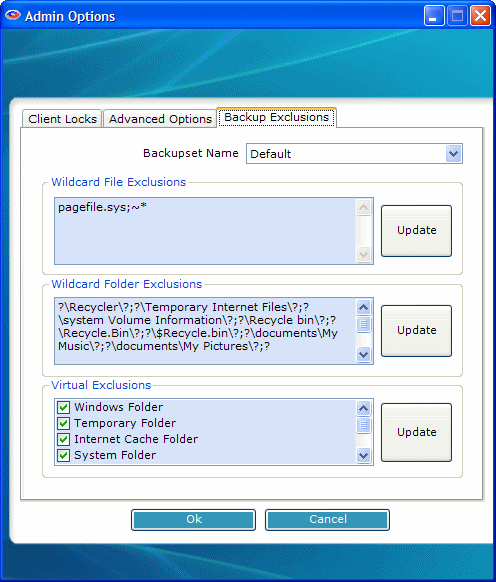 Admin Options
Client Locks
Advanced Options
Backup Exclusions
Backupset Name
Default
Wildcard File Exclusions
pagefile.sys;~*
Update
Wildcard Folder Exclusions
?\Recycler\?;?\Temporary Internet Files\?;?
\system Volume Information\?;?\Recycle bin\?;?
\Recycle.Bin\?;?\$Recycle.bin\?;?\documents\My
Music\?;?\documents\My Pictures\?;?
Update
Virtual Exclusions
Windows Folder
Temporary Folder
Internet Cache Folder
System Folder
Update
Ok
Cancel